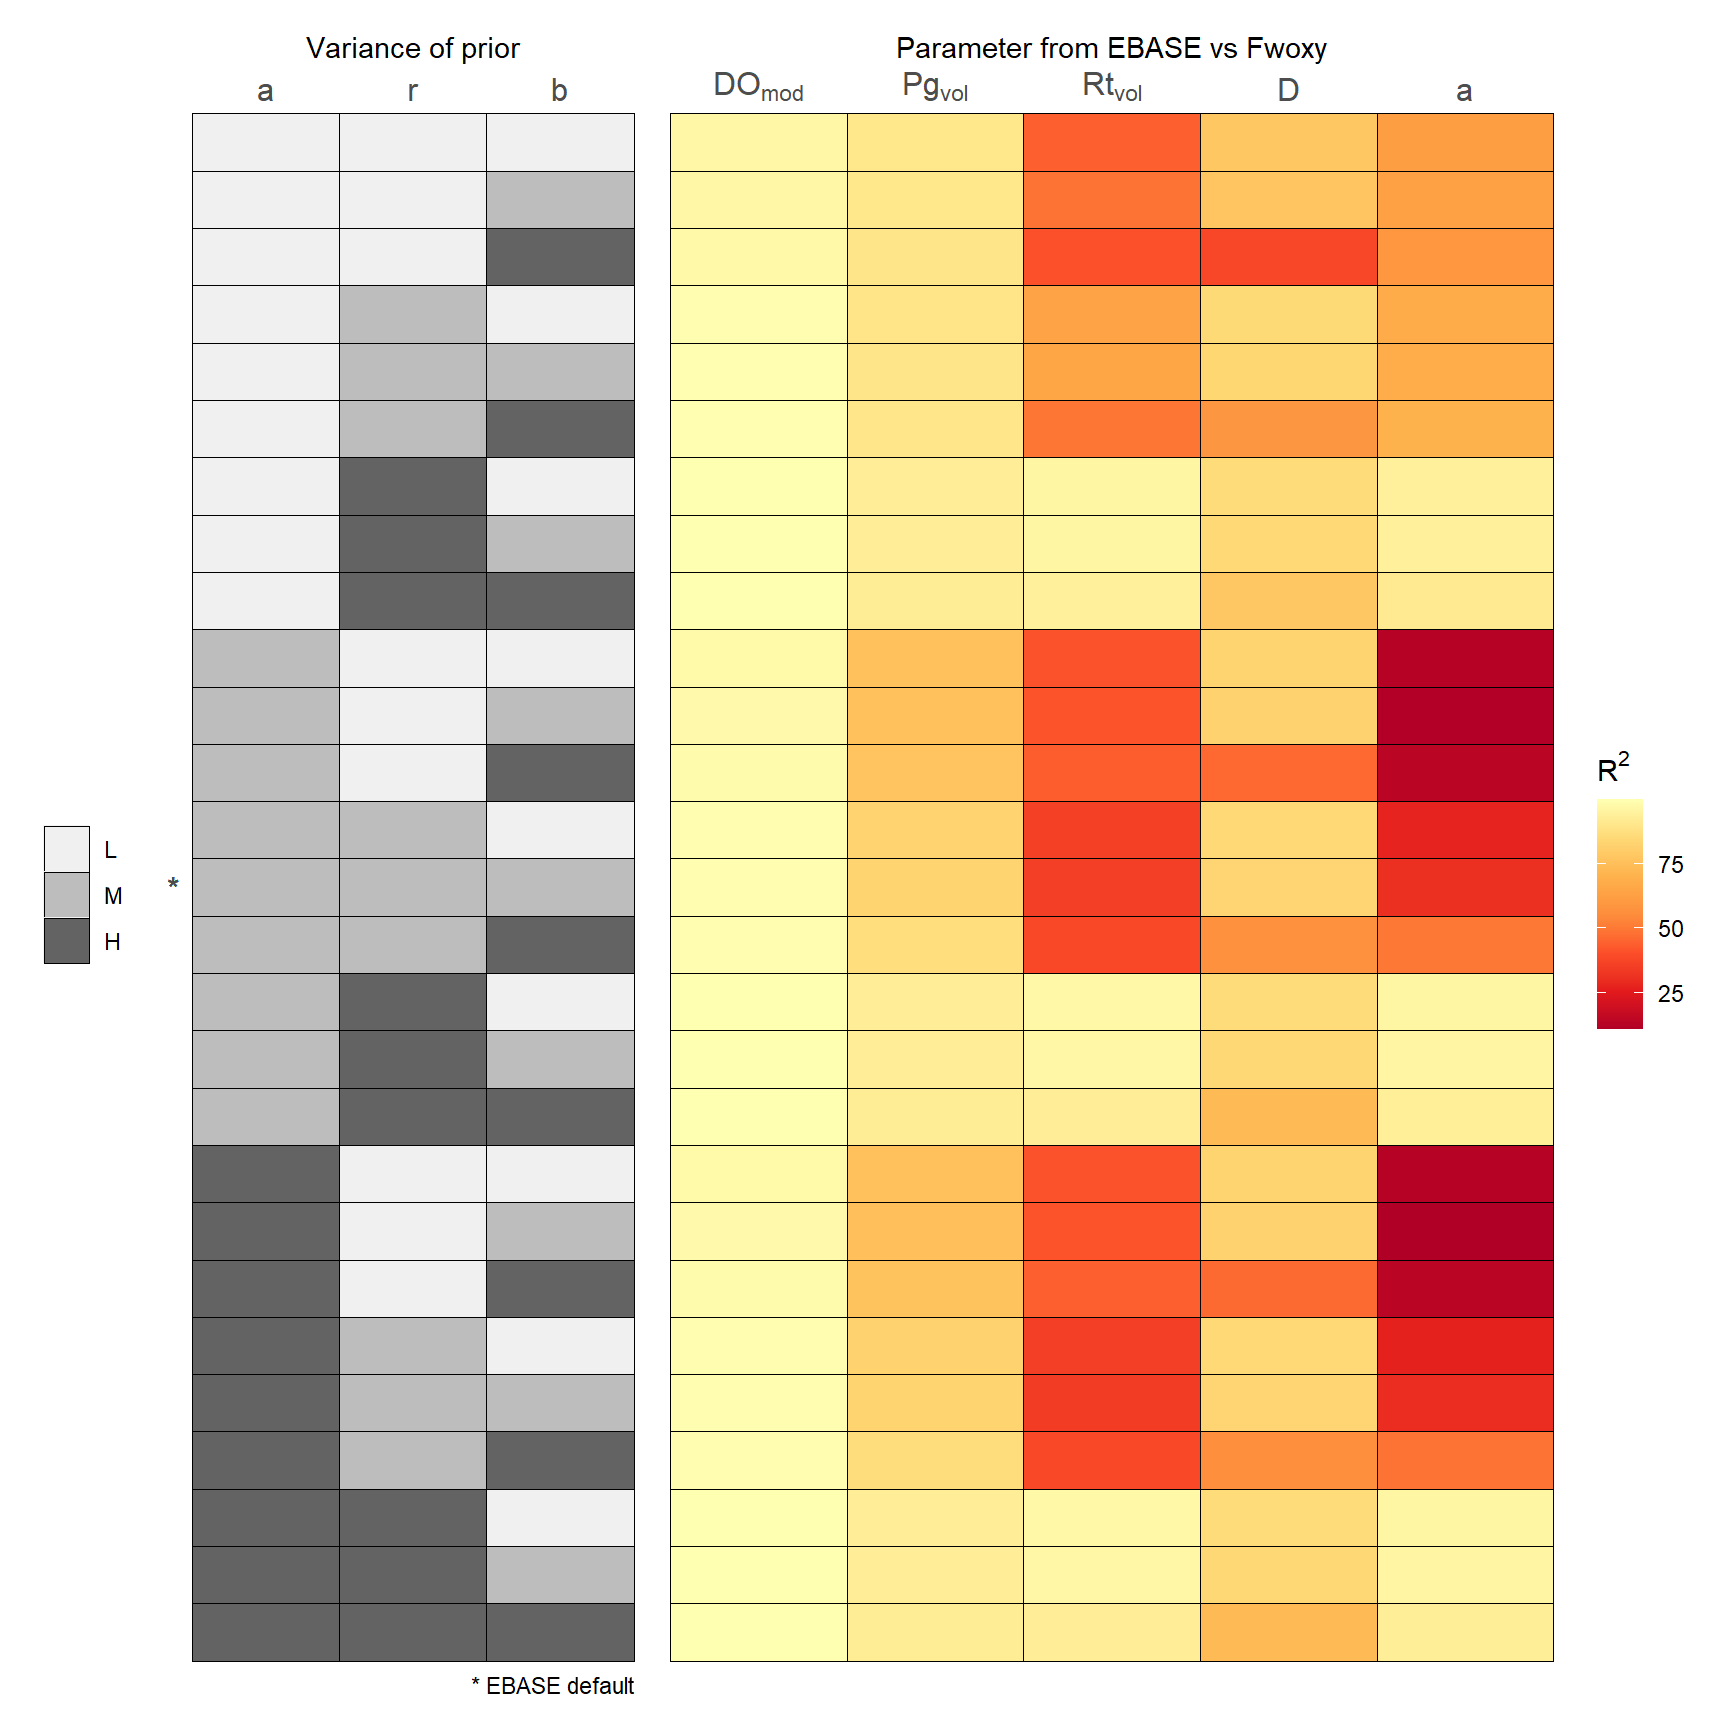 Variance of prior
Parameter from EBASE vs Fwoxy
a r b
DOmod Pgvol Rtvol D a
R2
75
50
25
L
M
H
*
* EBASE default